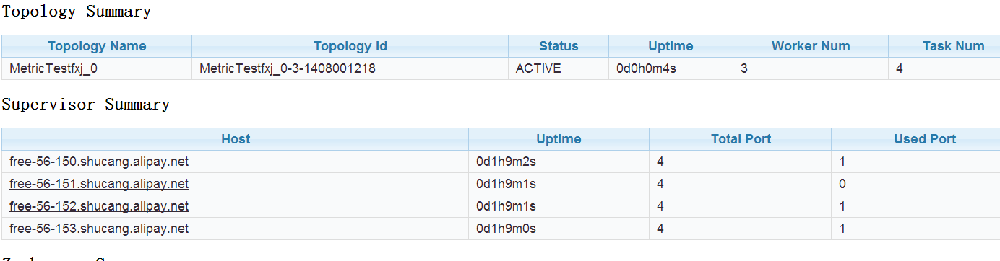 Topology Summary
Topology Name Topology Id Status Uptime Worker Num Task Num
MetricTestfxj_0 MetricTestfxj_0-3-1408001218 ACTIVE 0d0h0m4s 3 4
Supervisor Summary
Host Uptime Total Port Used Port
free-56-150.shucang.alipay.net 0d1h9m2s 4 1
free-56-151.shucang.alipay.net 0d1h9m1s 4 0
free-56-152.shucang.alipay.net 0d1h9m1s 4 1
free-56-153.shucang.alipay.net 0d1h9m0s 4 1